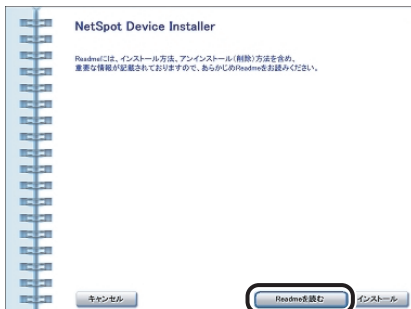 NetSpot Device Installer
Readmeには、インストール方法、アンインストール(削除)方法を含め、
重要な情報が記載されておりますので、あらかじめReadmeをお読みください。
キャンセル
Readmeを読む
インストール